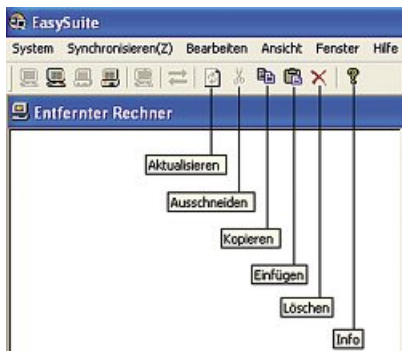 EasySuite
System Synchronisieren(Z) Bearbeiten Ansicht Fenster Hilfe
Entfernter Rechner
Aktualisieren
Ausschneiden
Kopieren
Einfügen
Löschen
Info